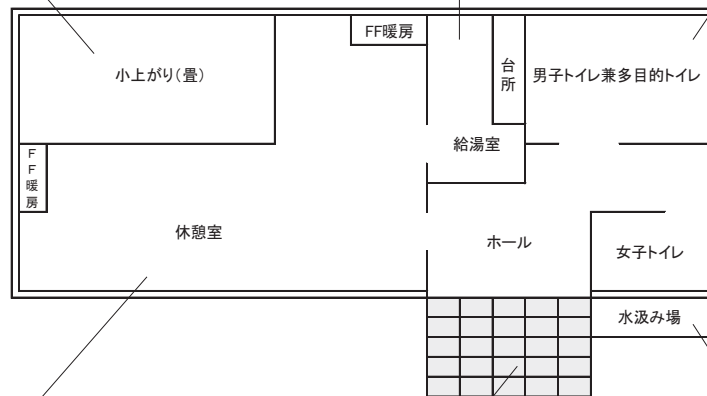 FF暖房
小上がり(畳)
台所
男子トイレ兼多目的トイレ
給湯室
FF暖房
休憩室
ホール
女子トイレ
水汲み場